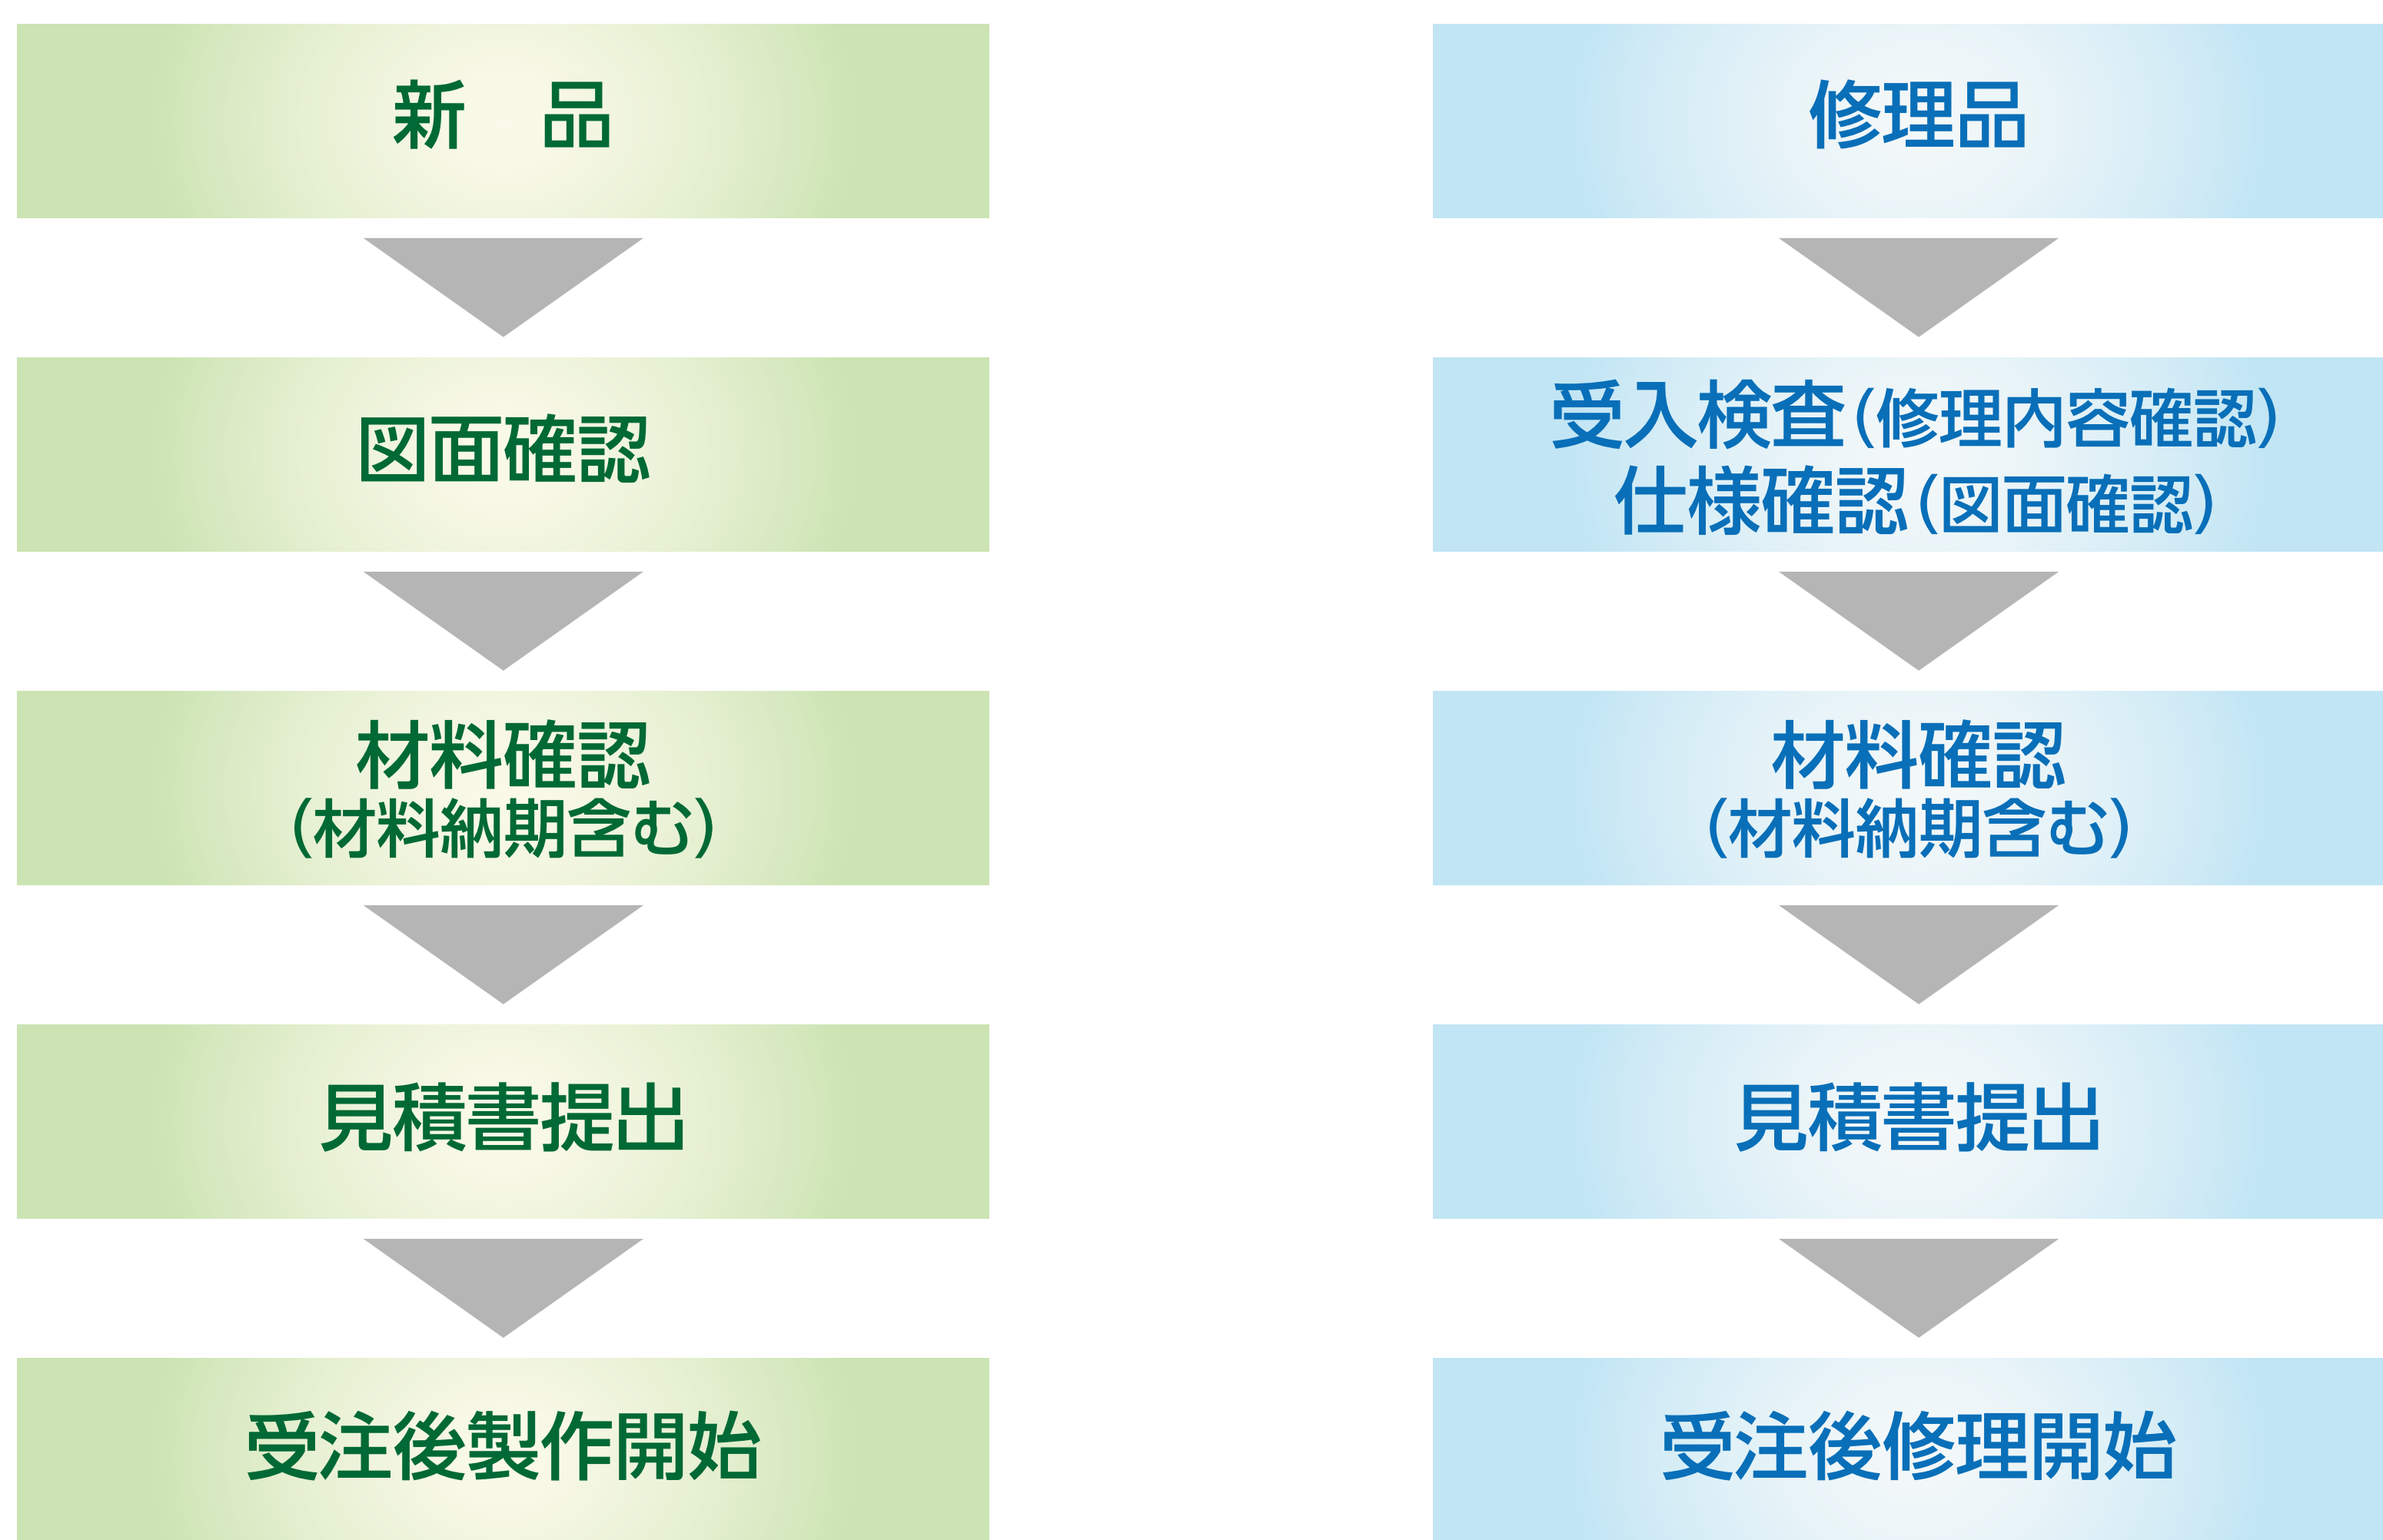 新　品
図面確認
材料確認
（材料納期含む）
見積書提出
受注後製作開始
修理品
受入検査（修理内容確認）
仕様確認（図面確認）
材料確認
（材料納期含む）
見積書提出
受注後修理開始